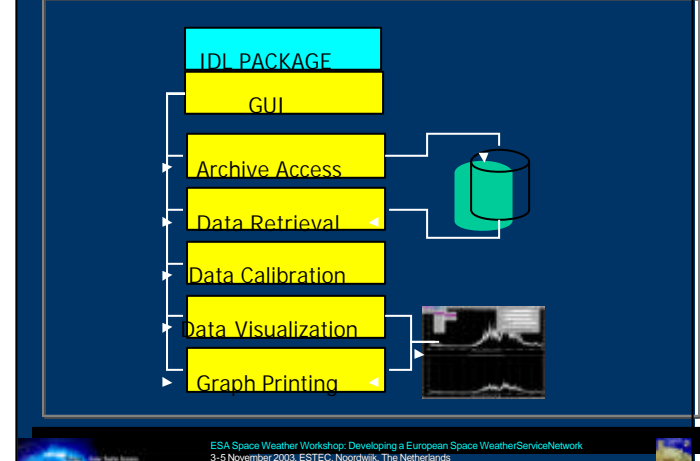 IDL PACKAGE
GUI
Archive Access
Data Retrieval
Data Calibration
Data Visualization
Graph Printing
ESA Space Weather Workshop: Developing a European Space WeatherServiceNetwork
3-5 November 2003, ESTEC, Noordwijk, The Netherlands